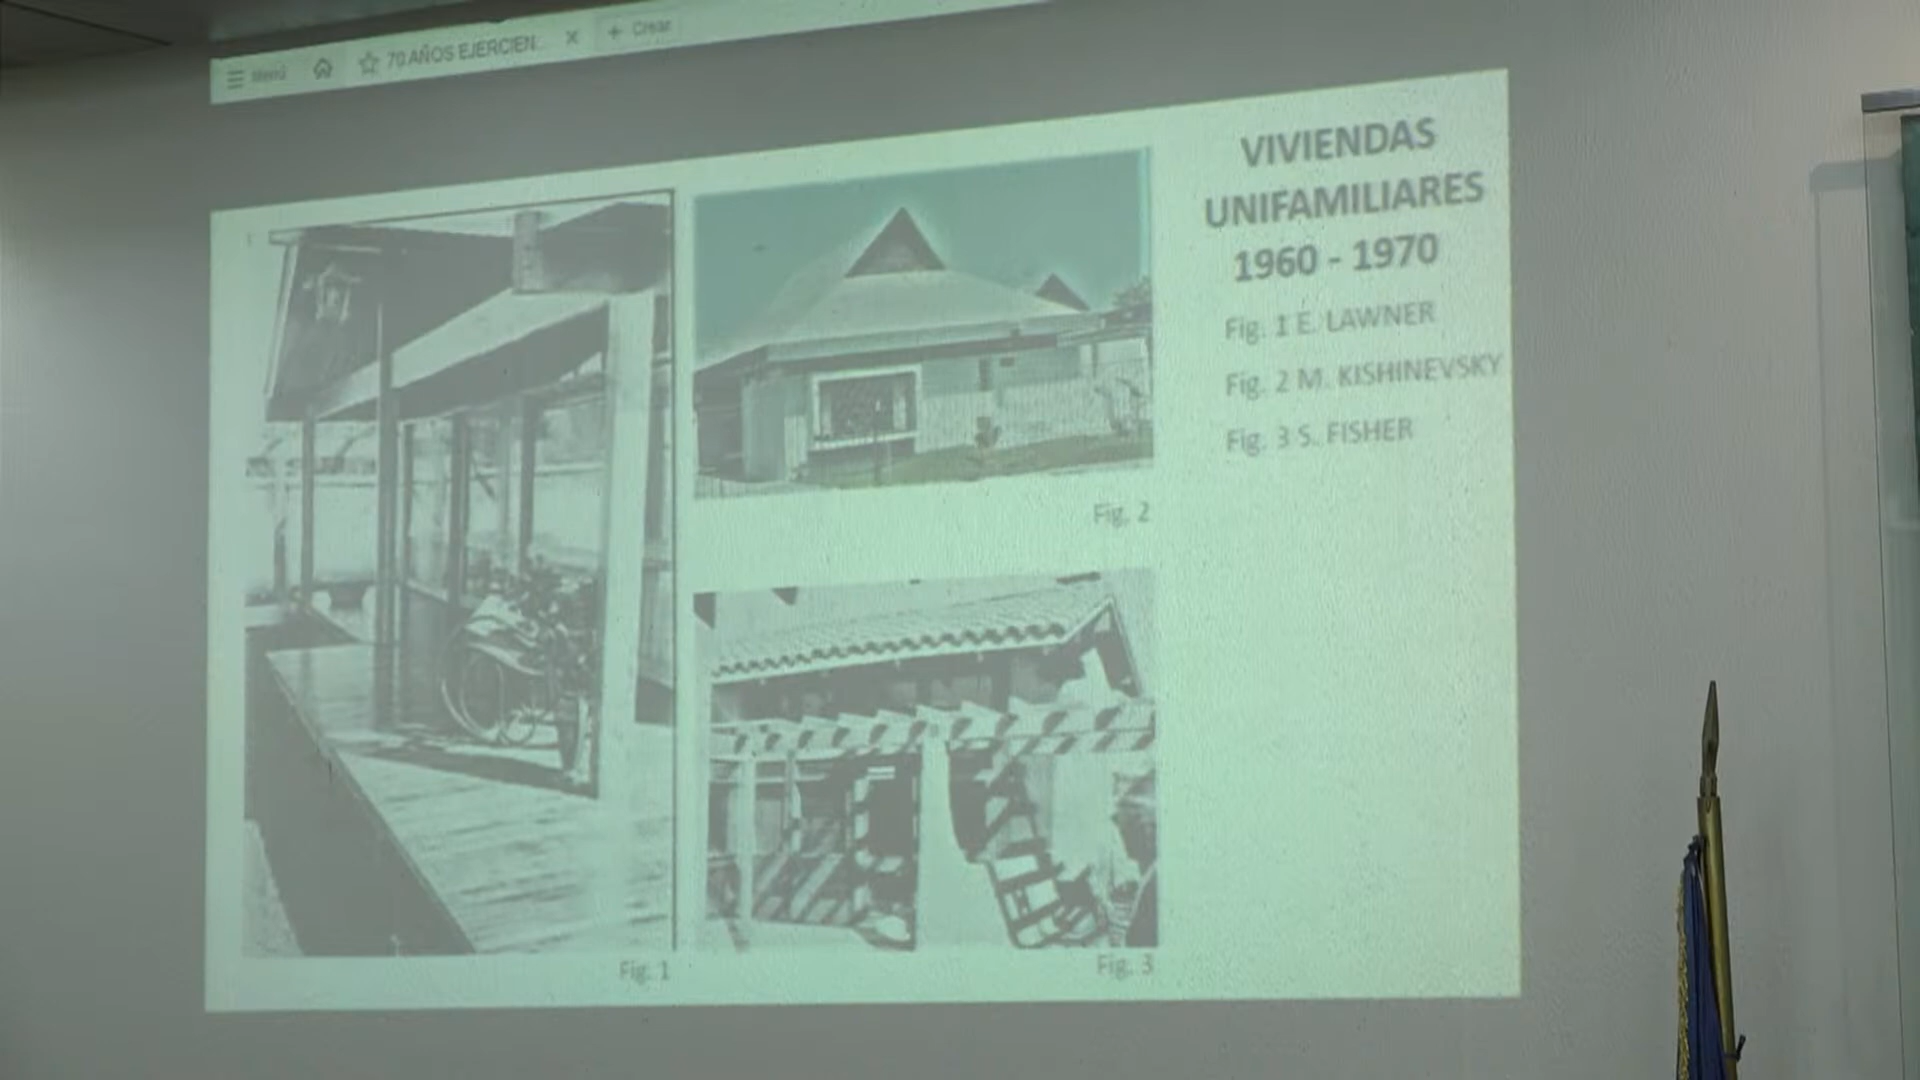 Menú
70 AÑOS EJERCIEN...
Crear
VIVIENDAS
UNIFAMILIARES
1960 - 1970
Fig. 1 E. LAWNER
Fig. 2 M. KISHINEVSKY
Fig. 3 S. FISHER
Fig. 2
Fig. 1
Fig. 3